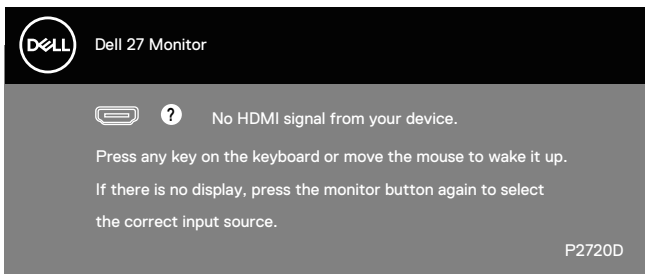 DELL
Dell 27 Monitor
? No HDMI signal from your device.
Press any key on the keyboard or move the mouse to wake it up.
If there is no display, press the monitor button again to select
the correct input source.
P2720D